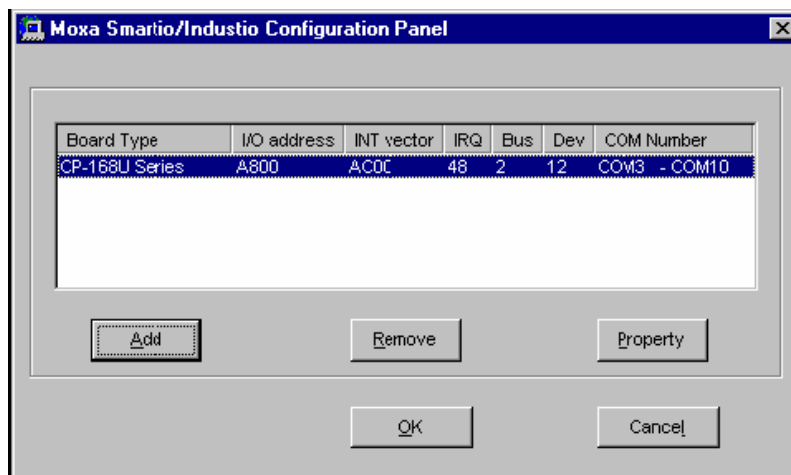 Moxa Smartio/Industio Configuration Panel
Board Type I/O address INT vector IRQ Bus Dev COM Number
CP-168U Series A800 AC00 48 2 12 COM3 - COM10
Add Remove Property
OK Cancel